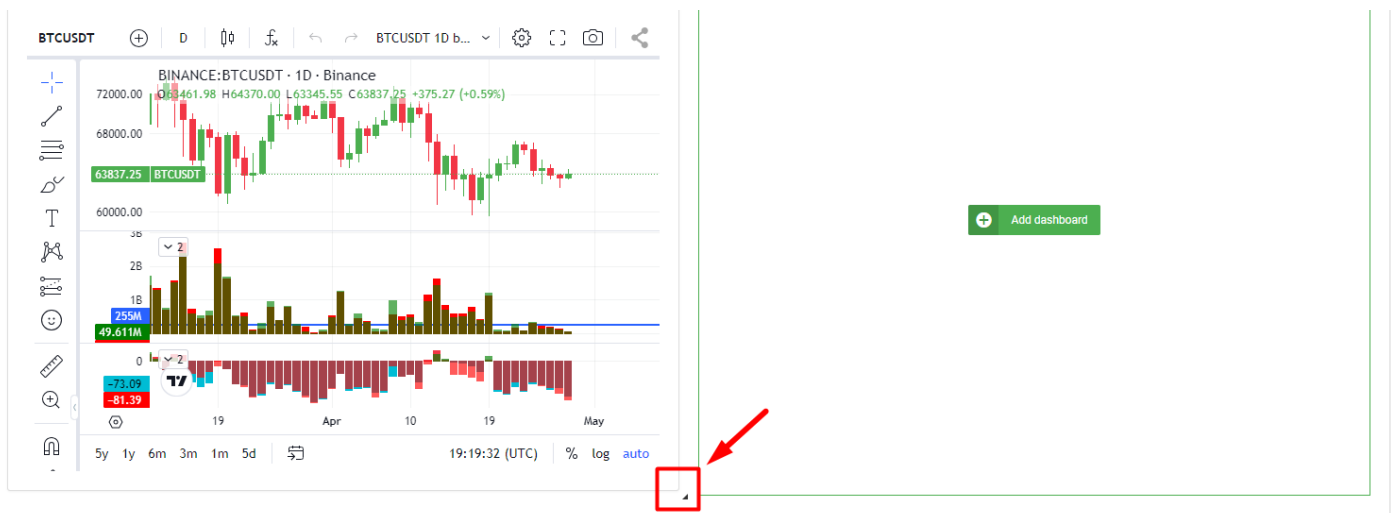 BTCUSDT D BTCUSDT 1D b...
BINANCE:BTCUSDT · 1D · Binance
O63461.98 H64370.00 L63345.55 C63837.25 +375.27 (+0.59%)
72000.00
68000.00
63837.25 BTCUSDT
60000.00
3B
2
2B
1B
255M
49.611M
0
2
−73.09
−81.39
19 Apr 10 19 May
5y 1y 6m 3m 1m 5d 19:19:32 (UTC) % log auto
Add dashboard